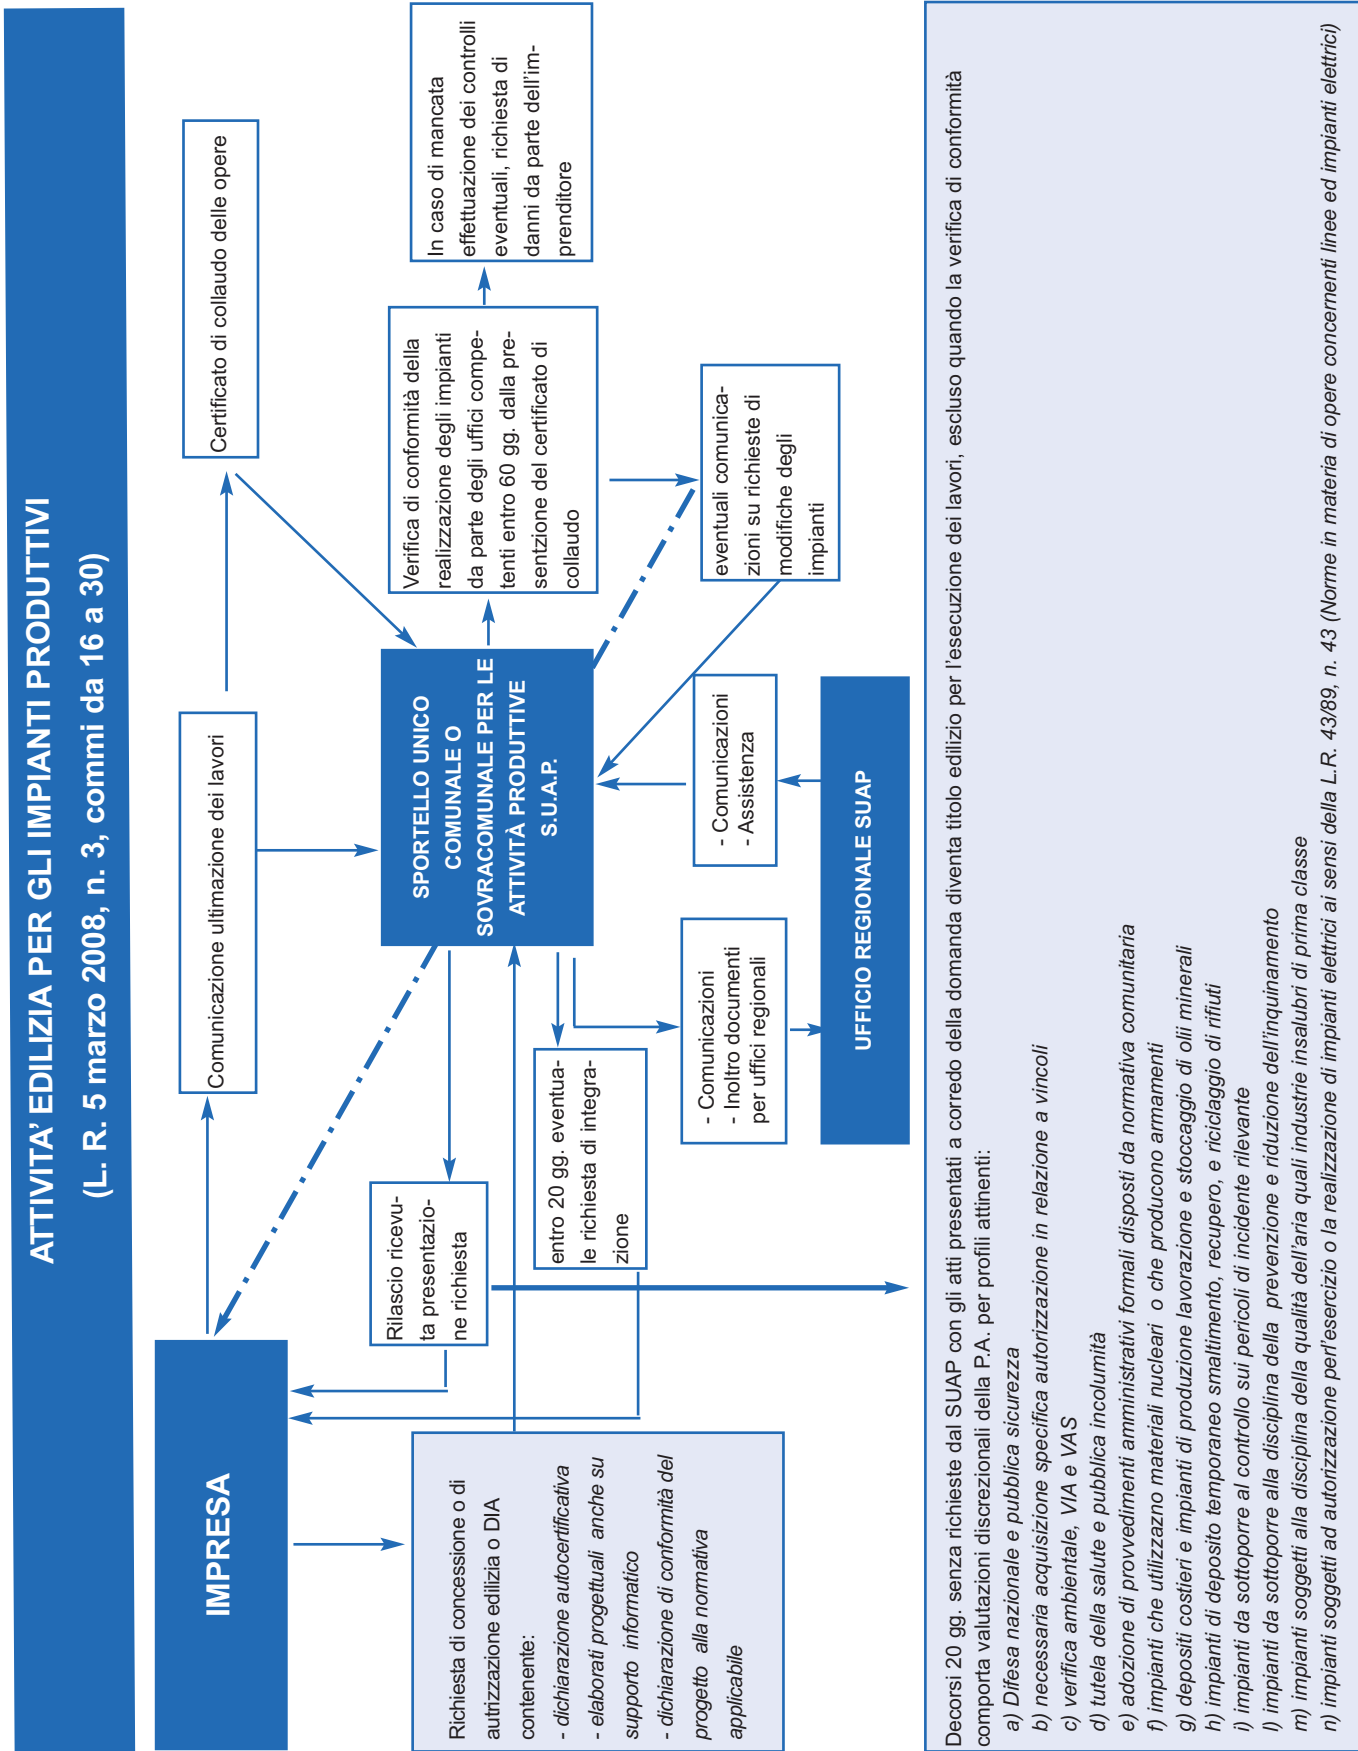 ATTIVITA’ EDILIZIA PER GLI IMPIANTI PRODUTTIVI
(L. R. 5 marzo 2008, n. 3, commi da 16 a 30)
IMPRESA
Comunicazione ultimazione dei lavori
Certificato di collaudo delle opere
Richiesta di concessione o di
autrizzazione edilizia o DIA
contenente:
- dichiarazione autocertificativa
- elaborati progettuali anche su
supporto informatico
- dichiarazione di conformità del
progetto alla normativa
applicabile
Rilascio ricevu-
ta presentazio-
ne richiesta
entro 20 gg. eventua-
le richiesta di integra-
zione
SPORTELLO UNICO
COMUNALE O
SOVRACOMUNALE PER LE
ATTIVITÀ PRODUTTIVE
S.U.A.P.
Verifica di conformità della
realizzazione degli impianti
da parte degli uffici compe-
tenti entro 60 gg. dalla pre-
sentzione del certificato di
collaudo
In caso di mancata
effettuazione dei controlli
eventuali, richiesta di
danni da parte dell'im-
prenditore
- Comunicazioni
- Inoltro documenti
per uffici regionali
- Comunicazioni
- Assistenza
eventuali comunica-
zioni su richieste di
modifiche degli
impianti
UFFICIO REGIONALE SUAP
Decorsi 20 gg. senza richieste dal SUAP con gli atti presentati a corredo della domanda diventa titolo edilizio per l'esecuzione dei lavori, escluso quando la verifica di conformità
comporta valutazioni discrezionali della P.A. per profili attinenti:
a) Difesa nazionale e pubblica sicurezza
b) necessaria acquisizione specifica autorizzazione in relazione a vincoli
c) verifica ambientale, VIA e VAS
d) tutela della salute e pubblica incolumità
e) adozione di provvedimenti amministrativi formali disposti da normativa comunitaria
f) impianti che utilizzazno materiali nucleari o che producono armamenti
g) depositi costieri e impianti di produzione lavorazione e stoccaggio di olii minerali
h) impianti di deposito temporaneo smaltimento, recupero, e riciclaggio di rifiuti
i) impianti da sottoporre al controllo sui pericoli di incidente rilevante
l) impianti da sottoporre alla disciplina della prevenzione e riduzione dell'inquinamento
m) impianti soggetti alla disciplina della qualità dell'aria quali industrie insalubri di prima classe
n) impianti soggetti ad autorizzazione perl'esercizio o la realizzazione di impianti elettrici ai sensi della L.R. 43/89, n. 43 (Norme in materia di opere concernenti linee ed impianti elettrici)